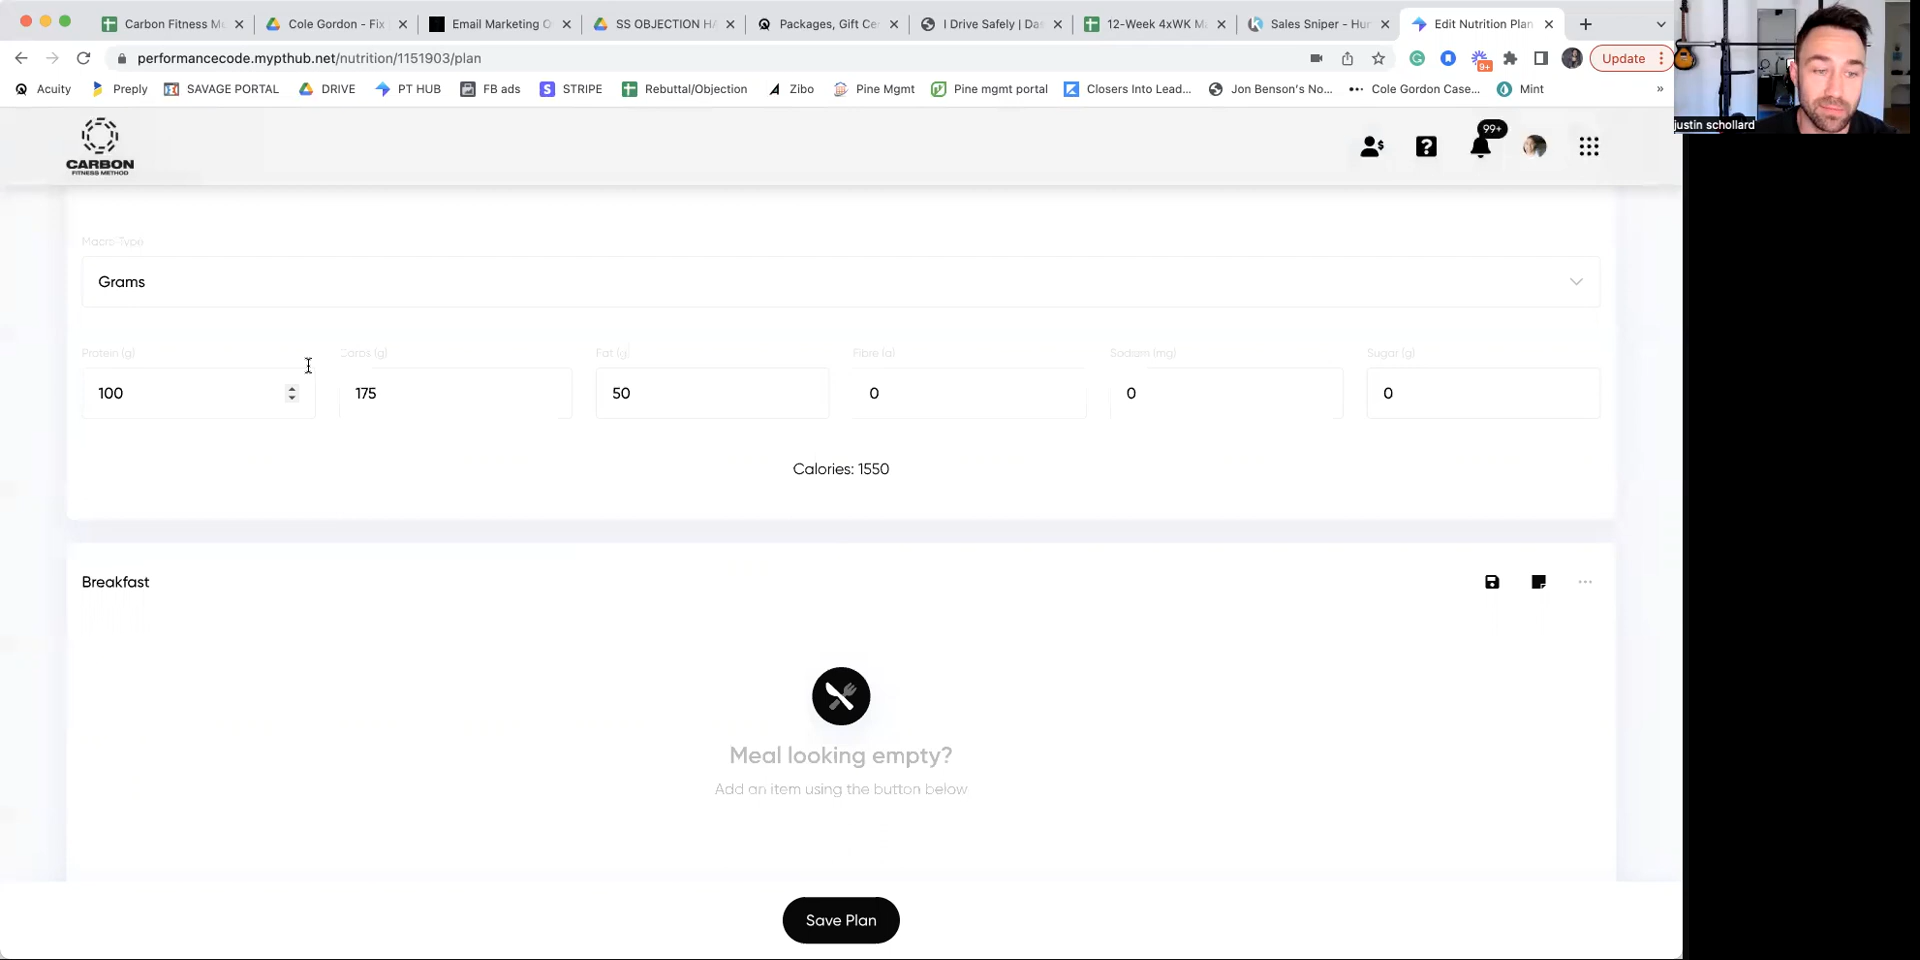 Carbon Fitness Me
Cole Gordon - Fix
Email Marketing O
SS OBJECTION HA
Packages, Gift Ce
I Drive Safely | Da
12-Week 4xWK Ma
Sales Sniper - Hu
Edit Nutrition Plan
performancecode.mypthub.net/nutrition/1151903/plan
9+
Update
Acuity
Preply
SAVAGE PORTAL
DRIVE
PT HUB
FB ads
STRIPE
Rebuttal/Objection
Zibo
Pine Mgmt
Pine mgmt portal
Closers Into Lead...
Jon Benson's No...
Cole Gordon Case...
Mint
»
justin schollard
CARBON
FITNESS METHOD
99+
Macro Type
Grams
Protein (g)
Carbs (g)
Fat (g)
Fibre (g)
Sodium (mg)
Sugar (g)
100
175
50
0
0
0
Calories: 1550
Breakfast
Meal looking empty?
Add an item using the button below
Save Plan